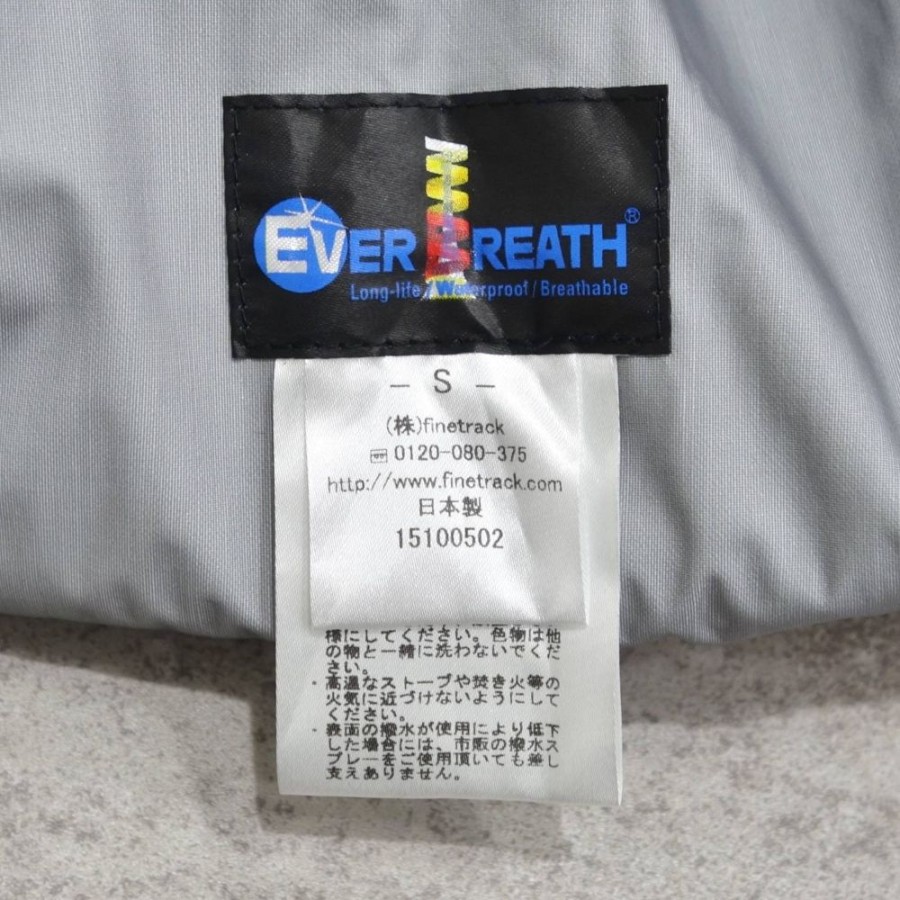 EVER BREATH®
Long-life / Waterproof / Breathable
- S -
(株)finetrack
0120-080-375
http://www.finetrack.com
日本製
15100502
様にしてください。色物は他
の物と一緒に洗わないでくだ
さい。
・高温なストーブや焚き火等の
火気に近づけないようにして
ください。
・表面の撥水が使用により低下
した場合には、市販の撥水ス
プレーをご使用頂いても差し
支えありません。